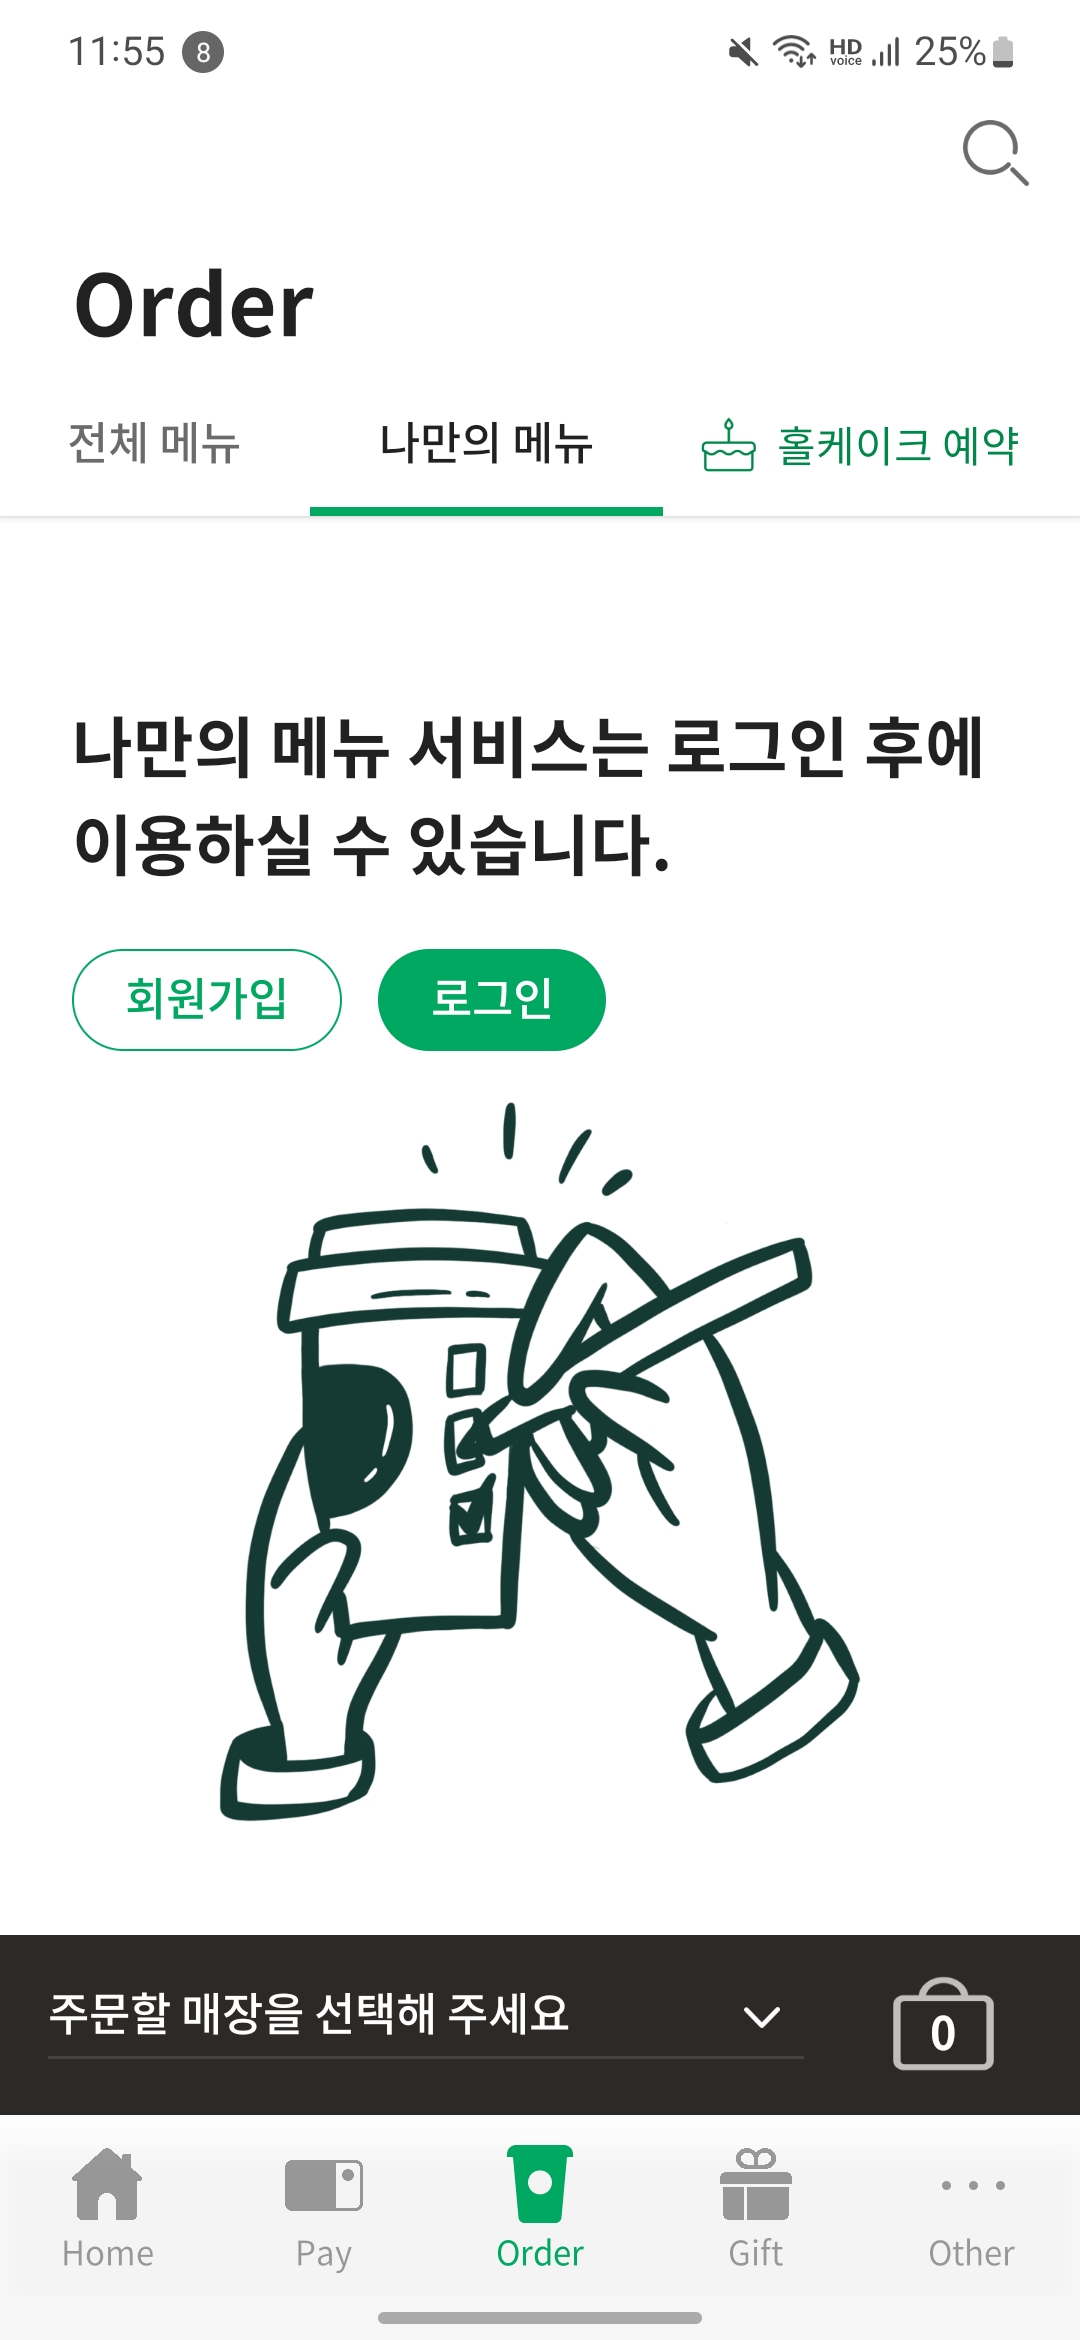 11:55 8 HD voice 25%
Order
전체 메뉴 나만의 메뉴 홀케이크 예약
나만의 메뉴 서비스는 로그인 후에
이용하실 수 있습니다.
회원가입 로그인
주문할 매장을 선택해 주세요 0
Home Pay Order Gift Other